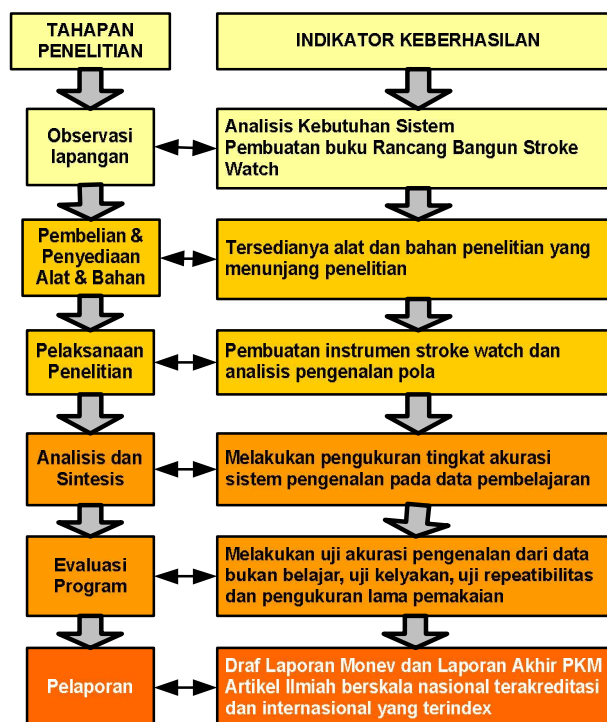 TAHAPAN
PENELITIAN
INDIKATOR KEBERHASILAN
Observasi
lapangan
Analisis Kebutuhan Sistem
Pembuatan buku Rancang Bangun Stroke
Watch
Pembelian &
Penyediaan
Alat & Bahan
Tersedianya alat dan bahan penelitian yang
menunjang penelitian
Pelaksanaan
Penelitian
Pembuatan instrumen stroke watch dan
analisis pengenalan pola
Analisis dan
Sintesis
Melakukan pengukuran tingkat akurasi
sistem pengenalan pada data pembelajaran
Evaluasi
Program
Melakukan uji akurasi pengenalan dari data
bukan belajar, uji kelyakan, uji repeatibilitas
dan pengukuran lama pemakaian
Pelaporan
Draf Laporan Monev dan Laporan Akhir PKM
Artikel Ilmiah berskala nasional terakreditasi
dan internasional yang terindex